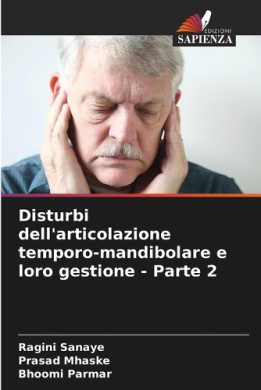 EDIZIONI
SAPIENZA
Disturbi
dell'articolazione
temporo-mandibolare e
loro gestione - Parte 2
Ragini Sanaye
Prasad Mhaske
Bhoomi Parmar